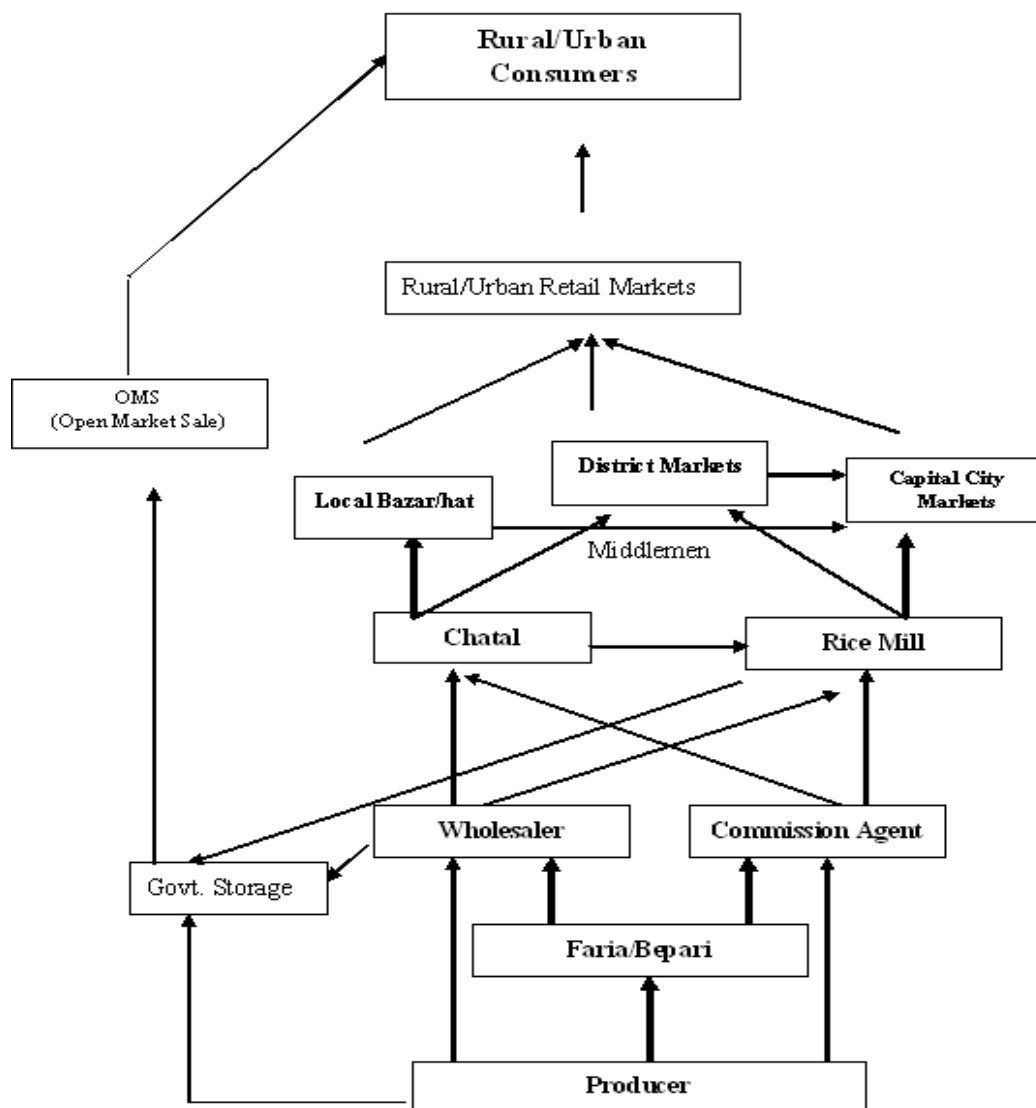 Rural/Urban
Consumers
Rural/Urban Retail Markets
OMS
(Open Market Sale)
District Markets
Capital City
Markets
Local Bazar/hat
Middlemen
Chatal
Rice Mill
Wholesaler
Commission Agent
Govt. Storage
Faria/Bepari
Producer